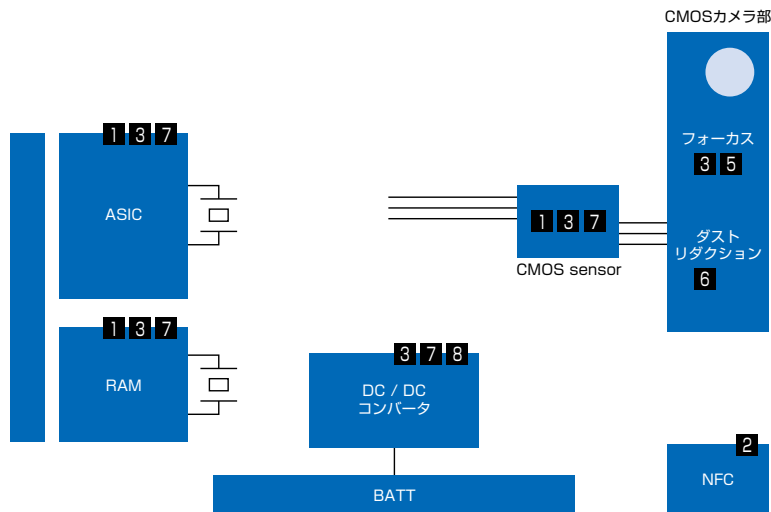 CMOSカメラ部
フォーカス
3 5
ダスト
リダクション
6
1 3 7
ASIC
1 3 7
CMOS sensor
1 3 7
RAM
3 7 8
DC / DC
コンバータ
BATT
2
NFC